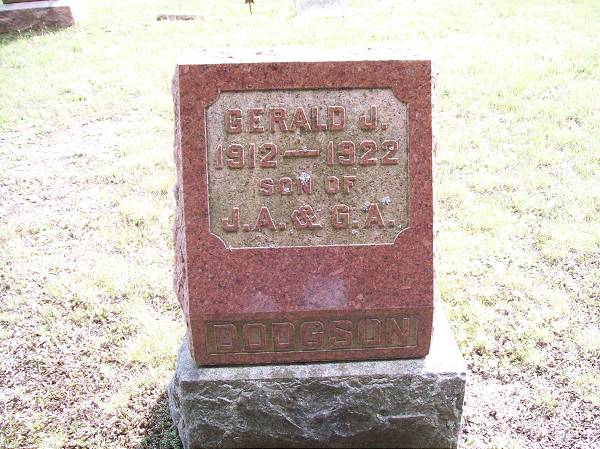 GERALD J.
1912—1922
SON OF
J.A. & G.A.
DODGSON